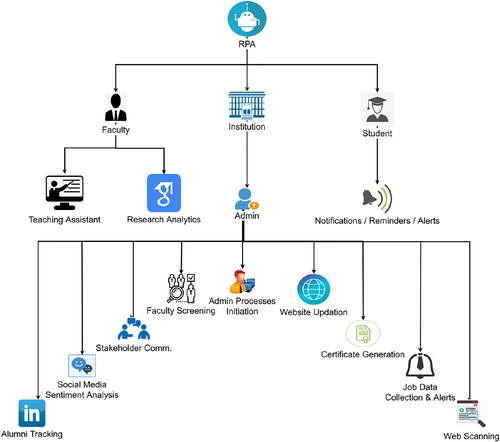 RPA
Faculty
Institution
Student
Teaching Assistant
Research Analytics
Admin
Notifications / Reminders / Alerts
Faculty Screening
Admin Processes
Initiation
Website Updation
Stakeholder Comm.
Certificate Generation
Social Media
Sentiment Analysis
Job Data
Collection & Alerts
in
Alumni Tracking
Web Scanning